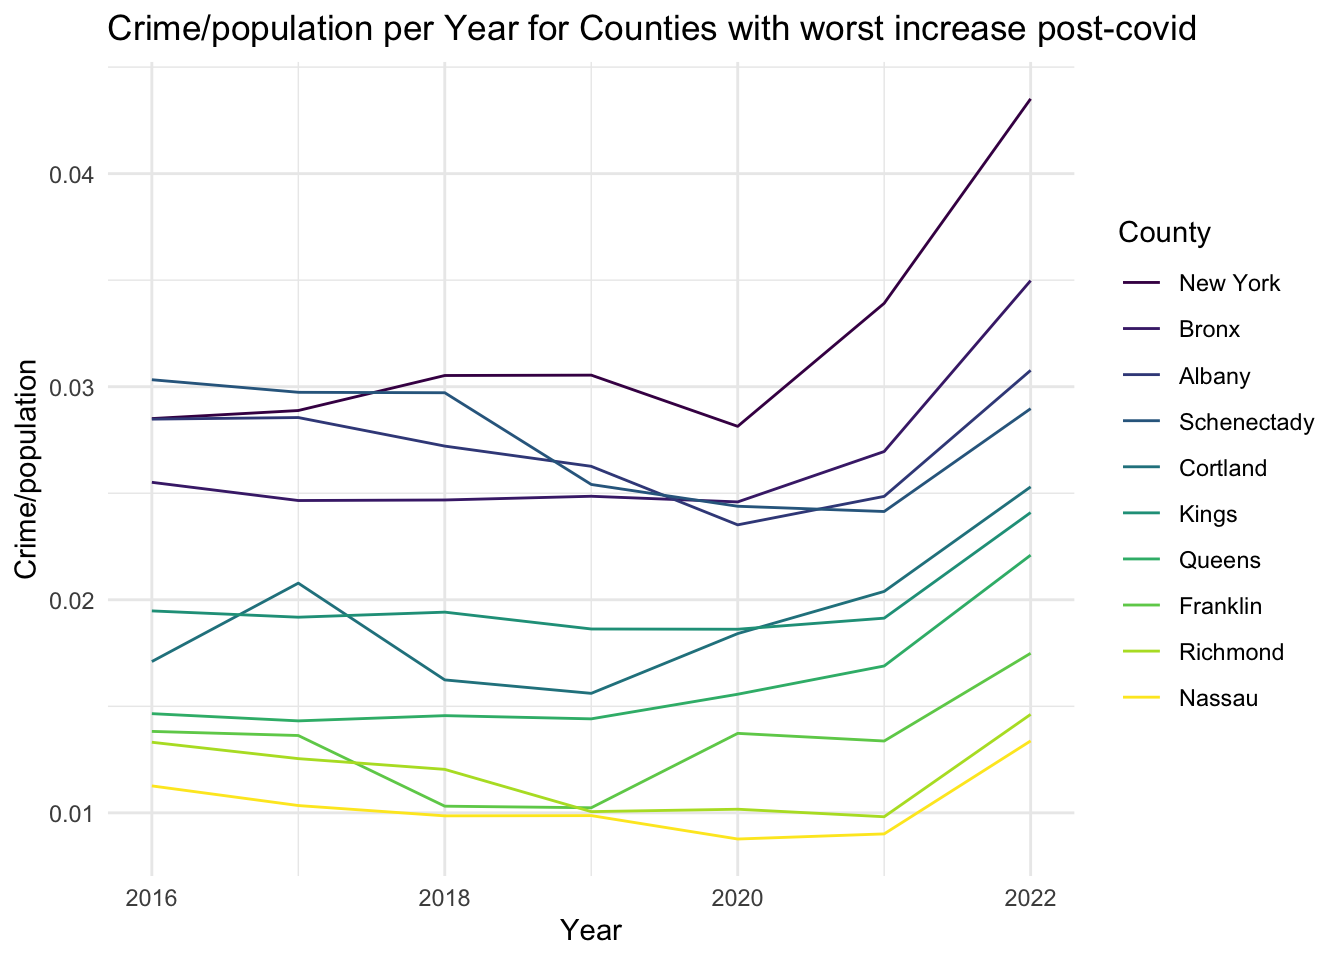 Crime/population per Year for Counties with worst increase post-covid
Crime/population
0.04
0.03
0.02
0.01
2016
2018
2020
2022
Year
County
New York
Bronx
Albany
Schenectady
Cortland
Kings
Queens
Franklin
Richmond
Nassau